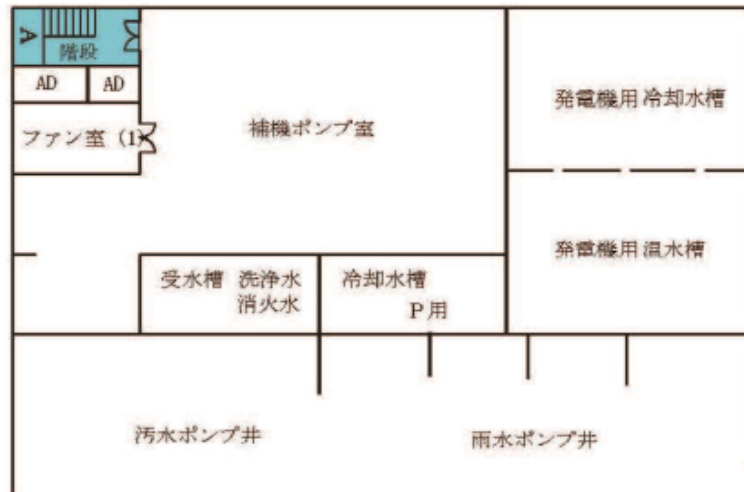 A
階段
AD
AD
ファン室 (1)
補機ポンプ室
発電機用 冷却水槽
発電機用 温水槽
受水槽 洗浄水
消火水
冷却水槽
P用
汚水ポンプ井
雨水ポンプ井